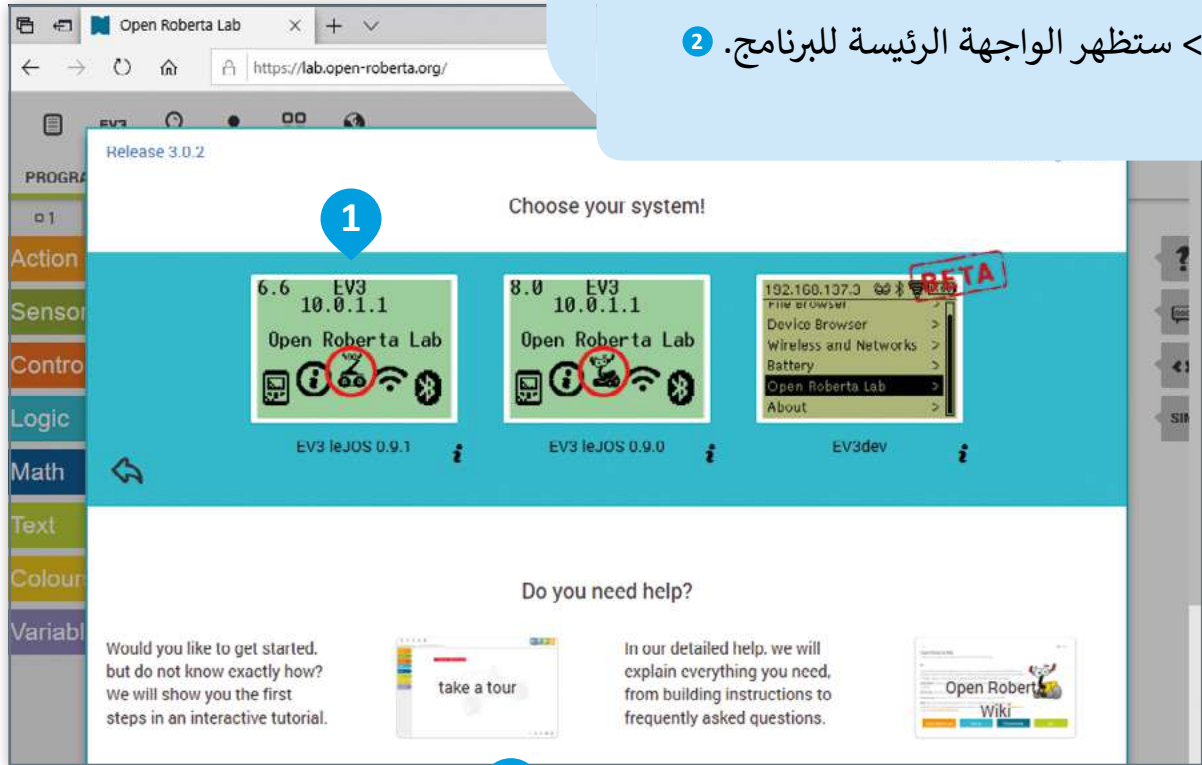 Open Roberta Lab
https://lab.open-roberta.org/
> ستظهر الواجهة الرئيسة للبرنامج. 2
EV3
Release 3.0.2
PROGRA
1
Choose your system!
1
Action
Sensor
Contro
Logic
Math
Text
Colour
Variabl
6.6 EV3
10.0.1.1
Open Roberta Lab
EV3 leJOS 0.9.1
8.0 EV3
10.0.1.1
Open Roberta Lab
EV3 leJOS 0.9.0
BETA
192.168.137.3
File Browser >
Device Browser >
Wireless and Networks >
Battery >
Open Roberta Lab >
About >
EV3dev
?
SIM
Do you need help?
Would you like to get started.
but do not know exactly how?
We will show you the first
steps in an interactive tutorial.
take a tour
In our detailed help. we will
explain everything you need,
from building instructions to
frequently asked questions.
Open Roberta
Wiki